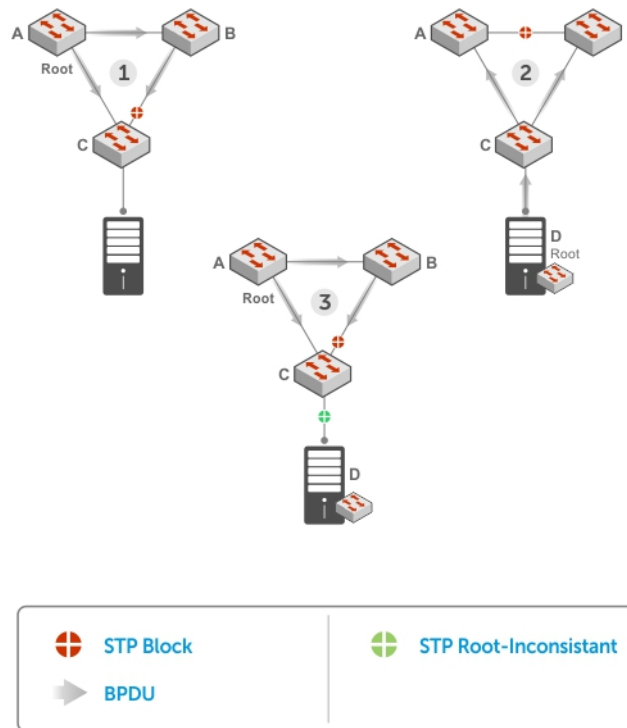 A
B
Root
1
C
A
2
C
D
Root
A
B
Root
3
C
D
STP Block
STP Root-Inconsistant
BPDU